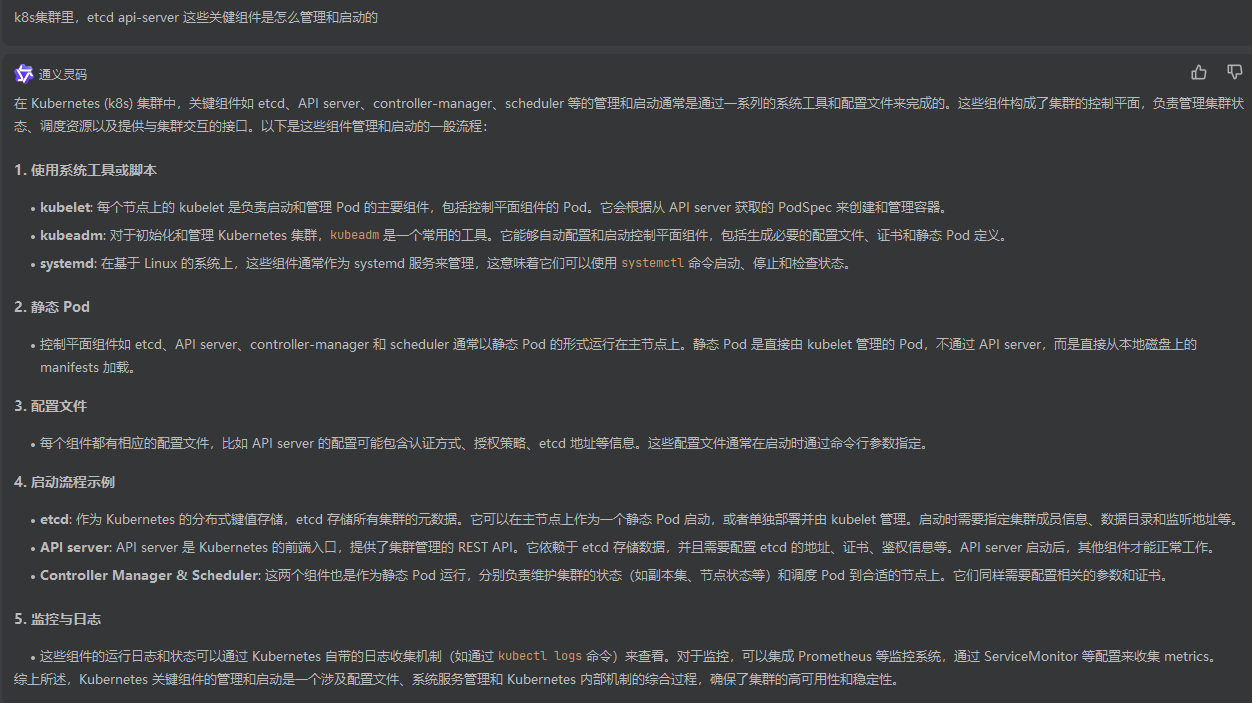 k8s集群里，etcd api-server 这些关健组件是怎么管理和启动的
通义灵码
在 Kubernetes (k8s) 集群中，关键组件如 etcd、API server、controller-manager、scheduler 等的管理和启动通常是通过一系列的系统工具和配置文件来完成的。这些组件构成了集群的控制平面，负责管理集群状
态、调度资源以及提供与集群交互的接口。以下是这些组件管理和启动的一般流程：
1. 使用系统工具或脚本
• kubelet: 每个节点上的 kubelet 是负责启动和管理 Pod 的主要组件，包括控制平面组件的 Pod。它会根据从 API server 获取的 PodSpec 来创建和管理容器。
• kubeadm: 对于初始化和管理 Kubernetes 集群，kubeadm 是一个常用的工具。它能够自动配置和启动控制平面组件，包括生成必要的配置文件、证书和静态 Pod 定义。
• systemd: 在基于 Linux 的系统上，这些组件通常作为 systemd 服务来管理，这意味着它们可以使用 systemctl 命令启动、停止和检查状态。
2. 静态 Pod
• 控制平面组件如 etcd、API server、controller-manager 和 scheduler 通常以静态 Pod 的形式运行在主节点上。静态 Pod 是直接由 kubelet 管理的 Pod，不通过 API server，而是直接从本地磁盘上的
manifests 加载。
3. 配置文件
• 每个组件都有相应的配置文件，比如 API server 的配置可能包含认证方式、授权策略、etcd 地址等信息。这些配置文件通常在启动时通过命令行参数指定。
4. 启动流程示例
• etcd: 作为 Kubernetes 的分布式键值存储，etcd 存储所有集群的元数据。它可以在主节点上作为一个静态 Pod 启动，或者单独部署并由 kubelet 管理。启动时需要指定集群成员信息、数据目录和监听地址等。
• API server: API server 是 Kubernetes 的前端入口，提供了集群管理的 REST API。它依赖于 etcd 存储数据，并且需要配置 etcd 的地址、证书、鉴权信息等。API server 启动后，其他组件才能正常工作。
• Controller Manager & Scheduler: 这两个组件也是作为静态 Pod 运行，分别负责维护集群的状态（如副本集、节点状态等）和调度 Pod 到合适的节点上。它们同样需要配置相关的参数和证书。
5. 监控与日志
• 这些组件的运行日志和状态可以通过 Kubernetes 自带的日志收集机制（如通过 kubectl logs 命令）来查看。对于监控，可以集成 Prometheus 等监控系统，通过 ServiceMonitor 等配置来收集 metrics。
综上所述，Kubernetes 关键组件的管理和启动是一个涉及配置文件、系统服务管理和 Kubernetes 内部机制的综合过程，确保了集群的高可用性和稳定性。